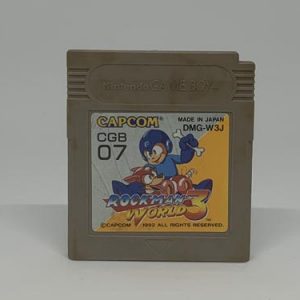 Nintendo GAME BOY
CAPCOM
MADE IN JAPAN
DMG-W3J
CGB
07
ROCKMAN
WORLD 3
©CAPCOM 1992 ALL RIGHTS RESERVED.